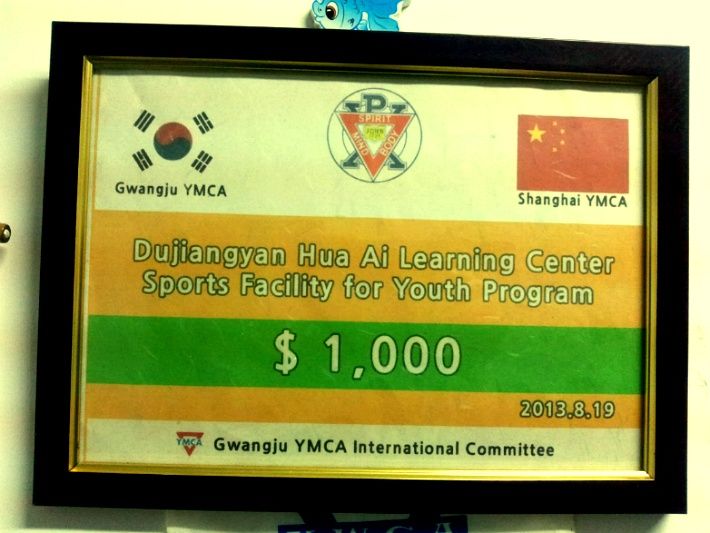 SPIRIT
MIND
BODY
JOHN
Gwangju YMCA
Shanghai YMCA
Dujiangyan Hua Ai Learning Center
Sports Facility for Youth Program
$ 1,000
2013.8.19
YMCA
Gwangju YMCA International Committee